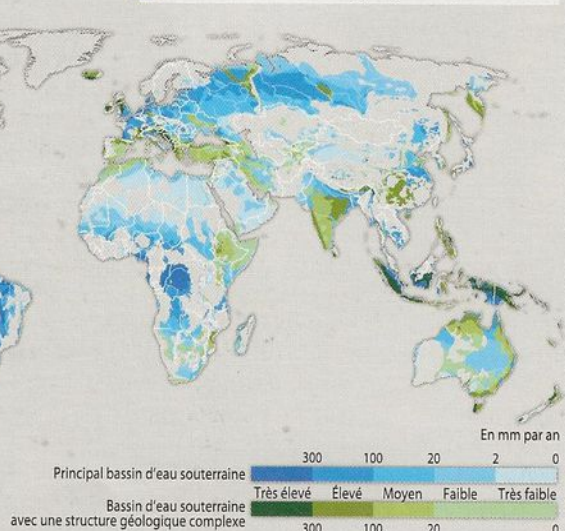 En mm par an
300 100 20 2 0
Principal bassin d'eau souterraine
Très élevé Élevé Moyen Faible Très faible
Bassin d'eau souterraine
avec une structure géologique complexe
300 100 20 0